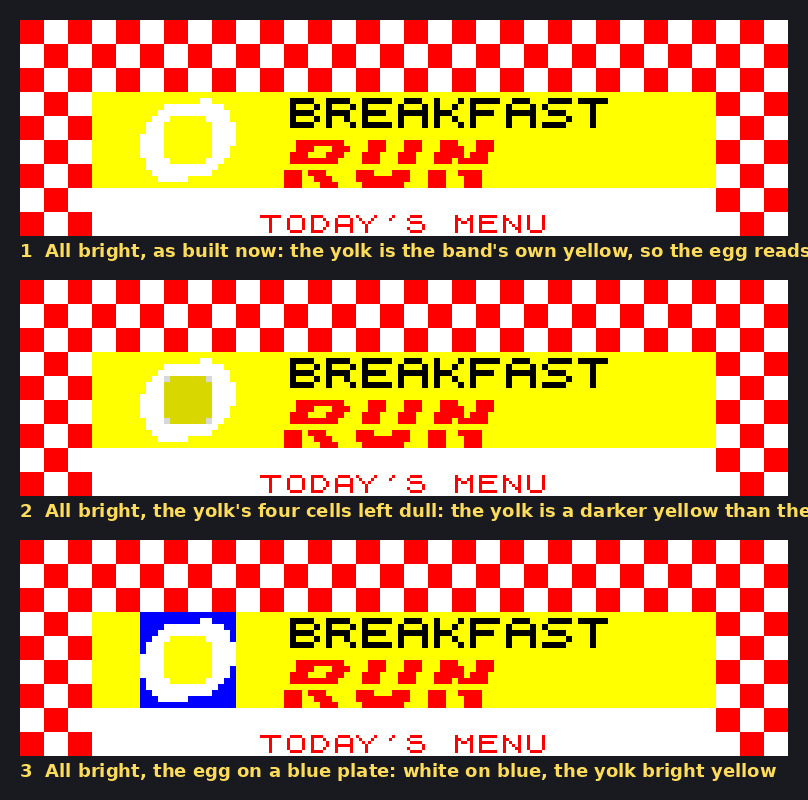 BREAKFAST
RUN
TODAY'S MENU
1 All bright, as built now: the yolk is the band's own yellow, so the egg reads
BREAKFAST
RUN
TODAY'S MENU
2 All bright, the yolk's four cells left dull: the yolk is a darker yellow than the
BREAKFAST
RUN
TODAY'S MENU
3 All bright, the egg on a blue plate: white on blue, the yolk bright yellow